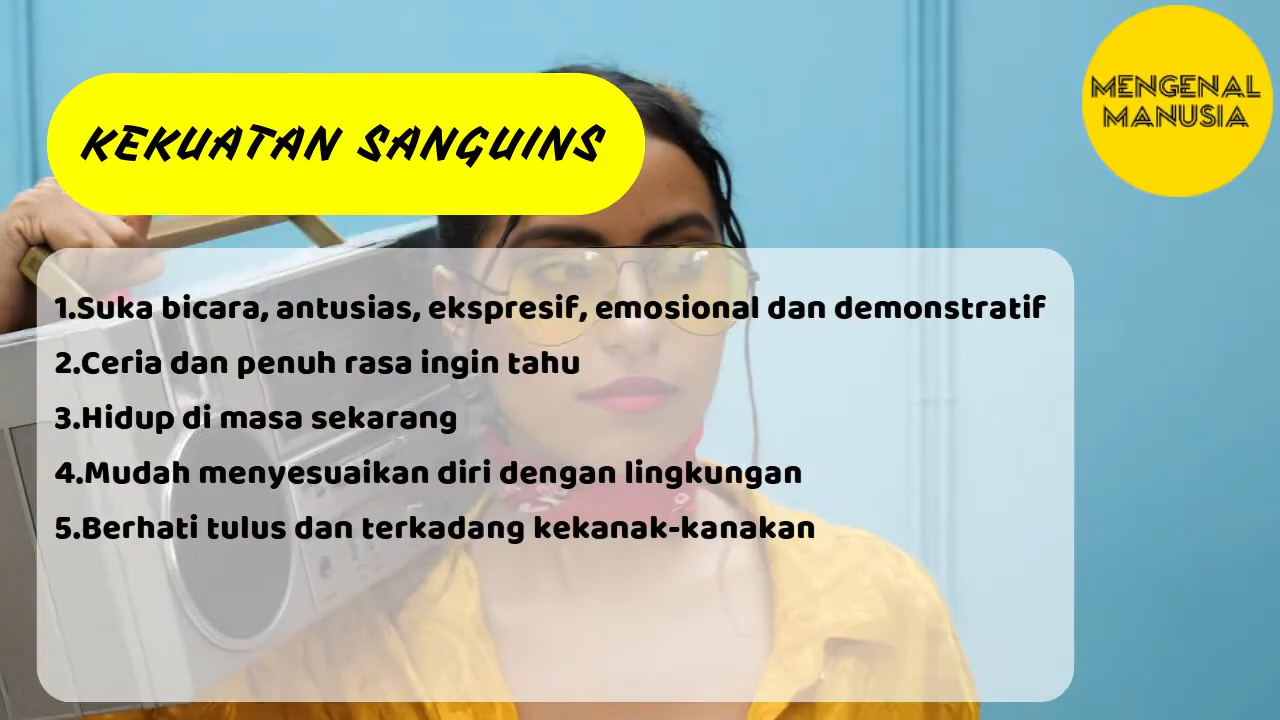 KEKUATAN SANGUINS
MENGENAL
MANUSIA
1.Suka bicara, antusias, ekspresif, emosional dan demonstratif
2.Ceria dan penuh rasa ingin tahu
3.Hidup di masa sekarang
4.Mudah menyesuaikan diri dengan lingkungan
5.Berhati tulus dan terkadang kekanak-kanakan